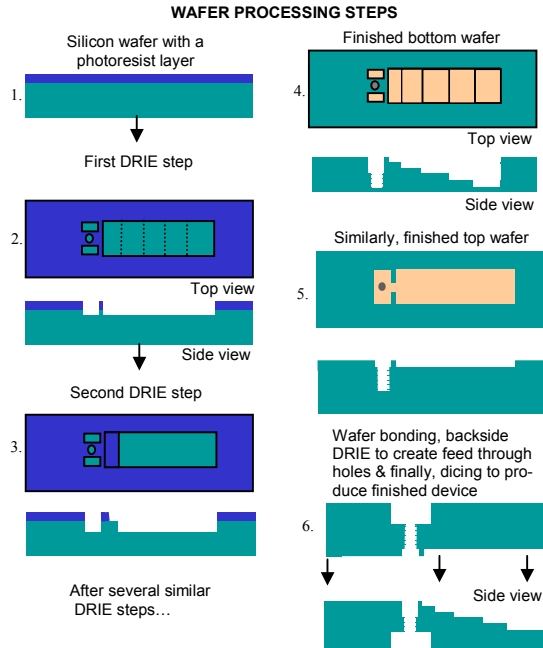 WAFER PROCESSING STEPS
Silicon wafer with a
photoresist layer
1.
First DRIE step
2.
Top view
Side view
Second DRIE step
3.
After several similar
DRIE steps…
Finished bottom wafer
4.
Top view
Side view
Similarly, finished top wafer
5.
Wafer bonding, backside
DRIE to create feed through
holes & finally, dicing to pro
duce finished device
6.
Side view